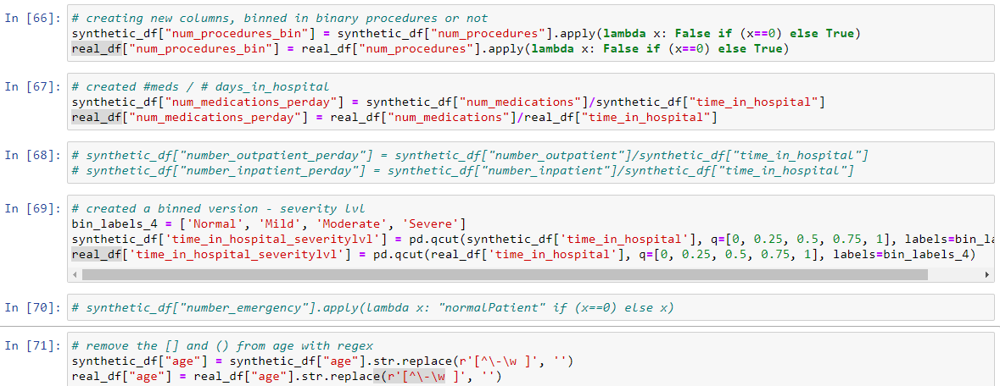 In [66]: # creating new columns, binned in binary procedures or not
synthetic_df["num_procedures_bin"] = synthetic_df["num_procedures"].apply(lambda x: False if (x==0) else True)
real_df["num_procedures_bin"] = real_df["num_procedures"].apply(lambda x: False if (x==0) else True)
In [67]: # created #meds / # days_in_hospital
synthetic_df["num_medications_perday"] = synthetic_df["num_medications"]/synthetic_df["time_in_hospital"]
real_df["num_medications_perday"] = real_df["num_medications"]/real_df["time_in_hospital"]
In [68]: # synthetic_df["number_outpatient_perday"] = synthetic_df["number_outpatient"]/synthetic_df["time_in_hospital"]
# synthetic_df["number_inpatient_perday"] = synthetic_df["number_inpatient"]/synthetic_df["time_in_hospital"]
In [69]: # created a binned version - severity lvl
bin_labels_4 = ['Normal', 'Mild', 'Moderate', 'Severe']
synthetic_df['time_in_hospital_severitylvl'] = pd.qcut(synthetic_df['time_in_hospital'], q=[0, 0.25, 0.5, 0.75, 1], labels=bin_la
real_df['time_in_hospital_severitylvl'] = pd.qcut(real_df['time_in_hospital'], q=[0, 0.25, 0.5, 0.75, 1], labels=bin_labels_4)
In [70]: # synthetic_df["number_emergency"].apply(lambda x: "normalPatient" if (x==0) else x)
In [71]: # remove the [] and () from age with regex
synthetic_df["age"] = synthetic_df["age"].str.replace(r'[^\-\w ]', '')
real_df["age"] = real_df["age"].str.replace(r'[^\-\w ]', '')